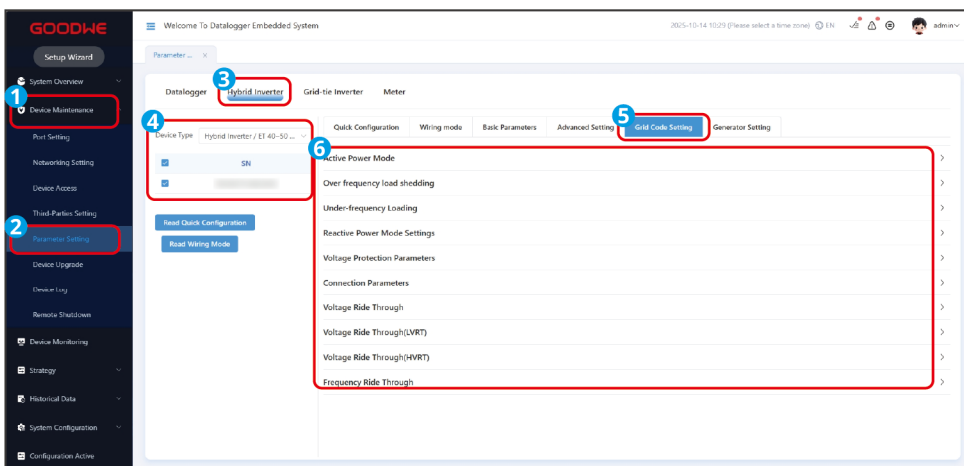 GOODWE
Welcome To Datalogger Embedded System
2025-10-14 10:29 (Please select a time zone) EN
admin
Setup Wizard
Parameter ... ×
System Overview
1
Device Maintenance
Port Setting
Networking Setting
Device Access
Third-Parties Setting
2
Parameter Setting
Device Upgrade
Device Log
Remote Shutdown
Device Monitoring
Strategy
Historical Data
System Configuration
Configuration Active
3
Datalogger Hybrid Inverter Grid-tie Inverter Meter
4
Device Type Hybrid Inverter / ET 40-50 ...
SN
Read Quick Configuration
Read Wiring Mode
5
Quick Configuration Wiring mode Basic Parameters Advanced Setting Grid Code Setting Generator Setting
6
Active Power Mode
Over frequency load shedding
Under-frequency Loading
Reactive Power Mode Settings
Voltage Protection Parameters
Connection Parameters
Voltage Ride Through
Voltage Ride Through(LVRT)
Voltage Ride Through(HVRT)
Frequency Ride Through